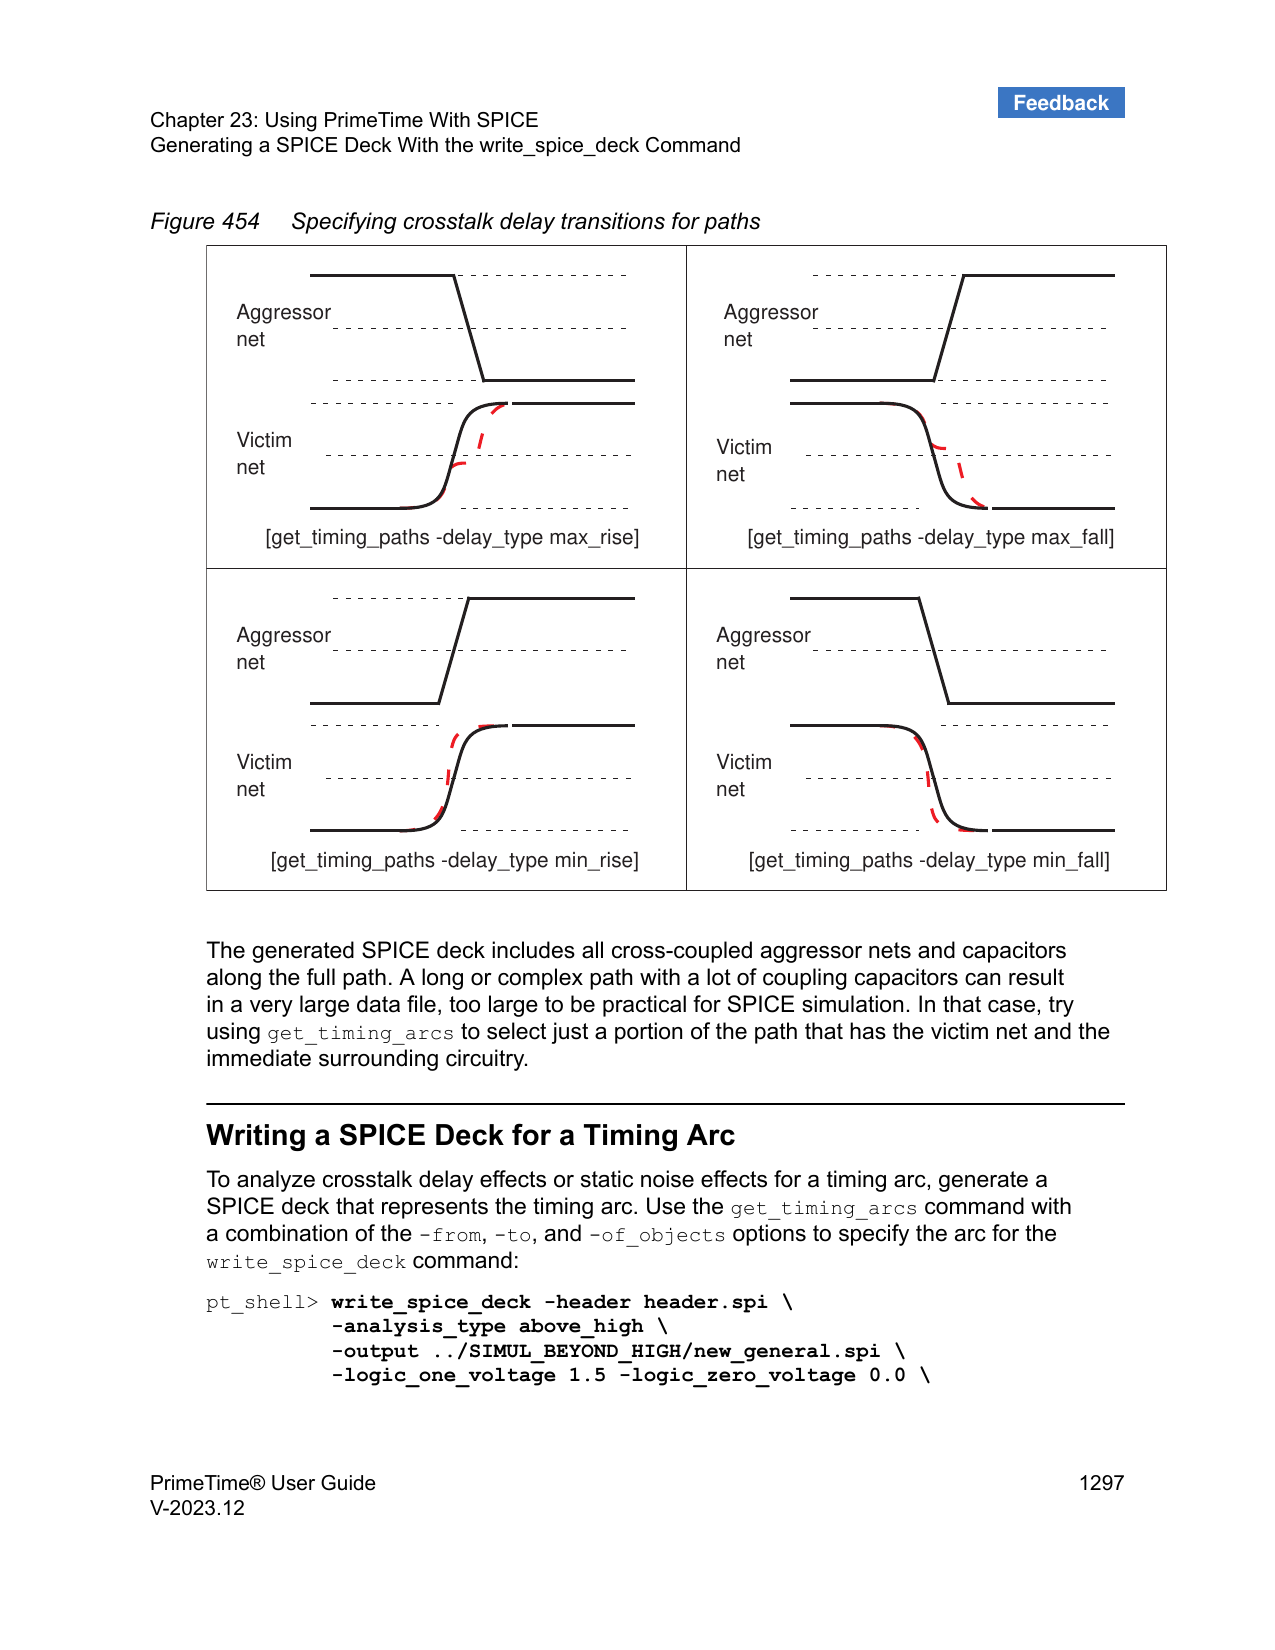 Feedback
Chapter 23: Using PrimeTime With SPICE
Generating a SPICE Deck With the write_spice_deck Command
Figure 454 Specifying crosstalk delay transitions for paths
Aggressor
net
Victim
net
[get_timing_paths -delay_type max_rise]
Aggressor
net
Victim
net
[get_timing_paths -delay_type max_fall]
Aggressor
net
Victim
net
[get_timing_paths -delay_type min_rise]
Aggressor
net
Victim
net
[get_timing_paths -delay_type min_fall]
The generated SPICE deck includes all cross-coupled aggressor nets and capacitors
along the full path. A long or complex path with a lot of coupling capacitors can result
in a very large data file, too large to be practical for SPICE simulation. In that case, try
using get_timing_arcs to select just a portion of the path that has the victim net and the
immediate surrounding circuitry.
Writing a SPICE Deck for a Timing Arc
To analyze crosstalk delay effects or static noise effects for a timing arc, generate a
SPICE deck that represents the timing arc. Use the get_timing_arcs command with
a combination of the -from, -to, and -of_objects options to specify the arc for the
write_spice_deck command:
pt_shell> write_spice_deck -header header.spi \
-analysis_type above_high \
-output ../SIMUL_BEYOND_HIGH/new_general.spi \
-logic_one_voltage 1.5 -logic_zero_voltage 0.0 \
PrimeTime® User Guide
V-2023.12
1297